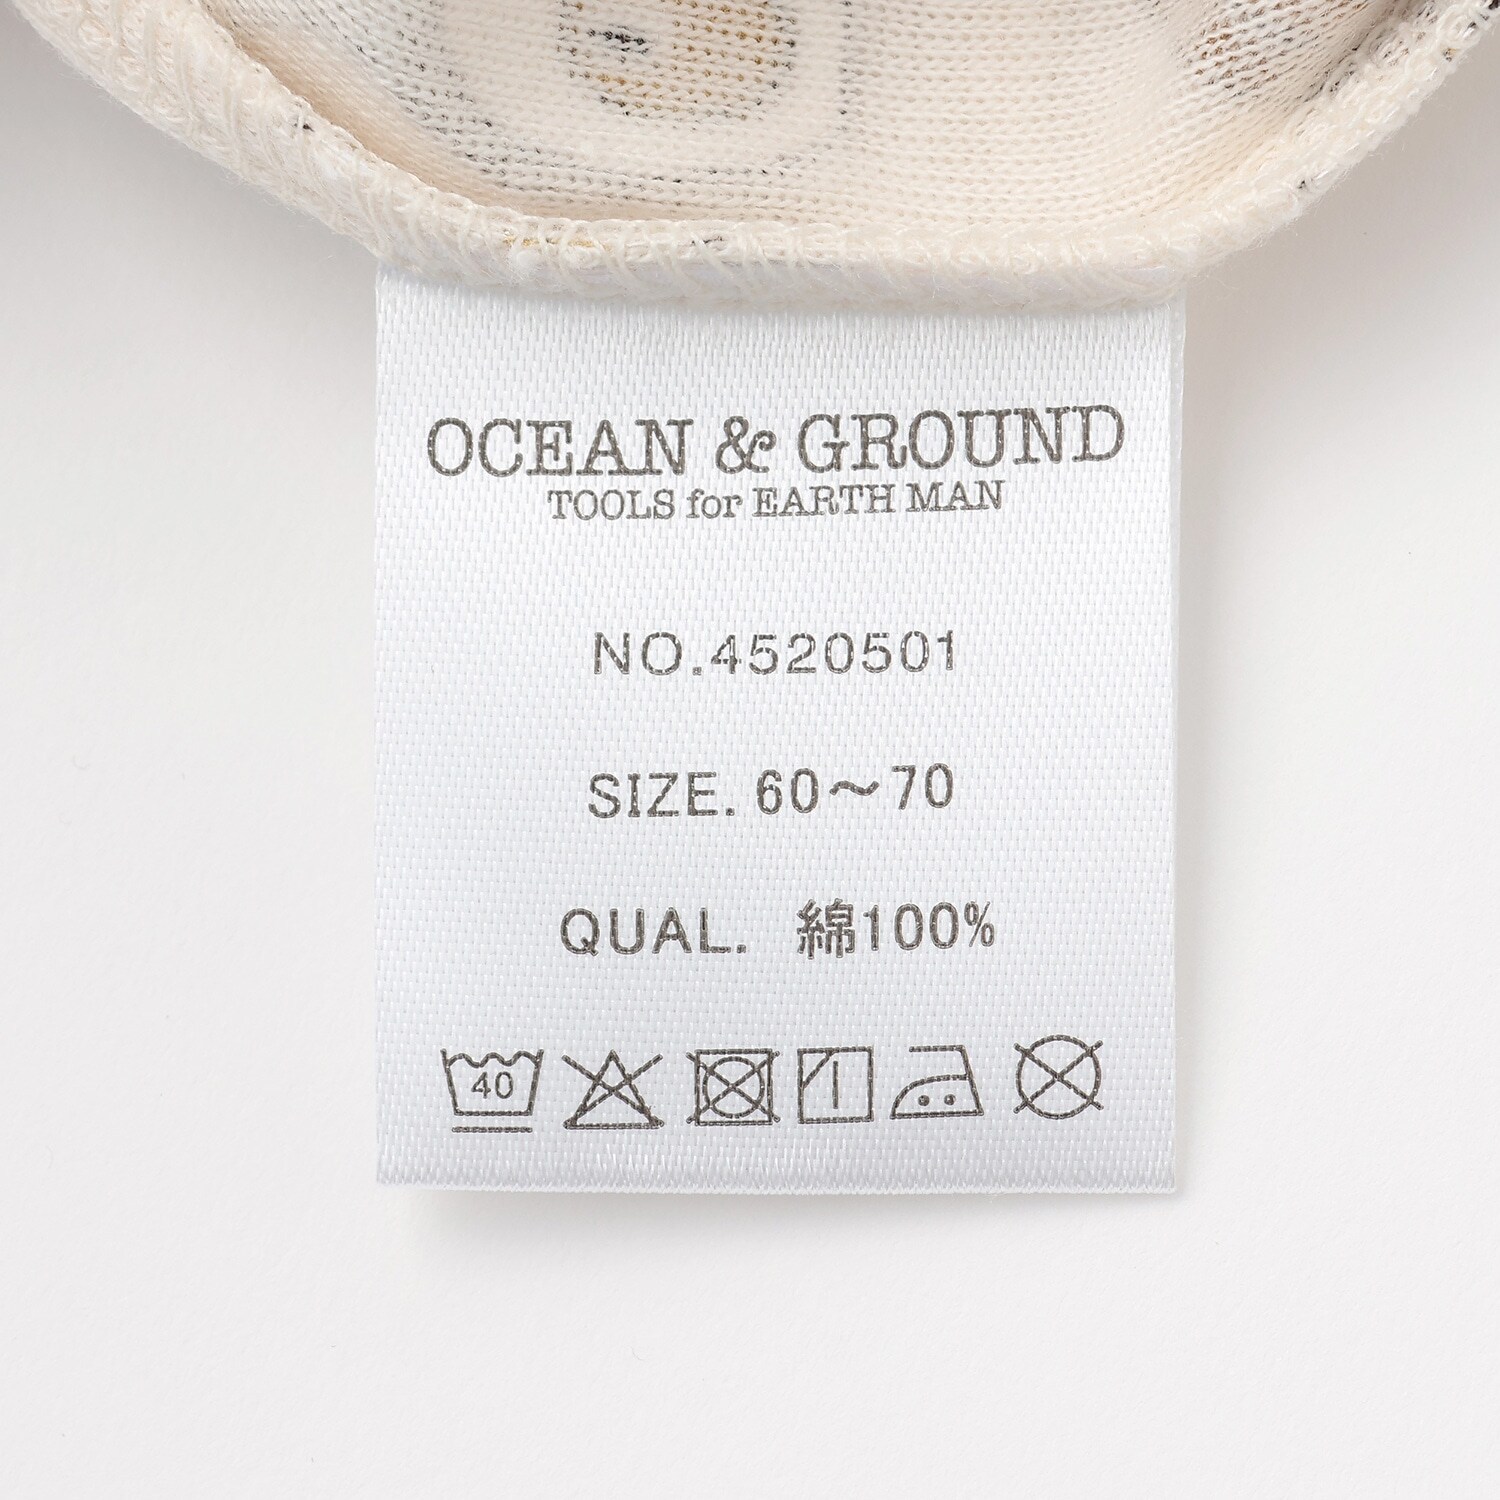 OCEAN & GROUND
TOOLS for EARTH MAN
NO.4520501
SIZE. 60～70
QUAL. 綿100%
40